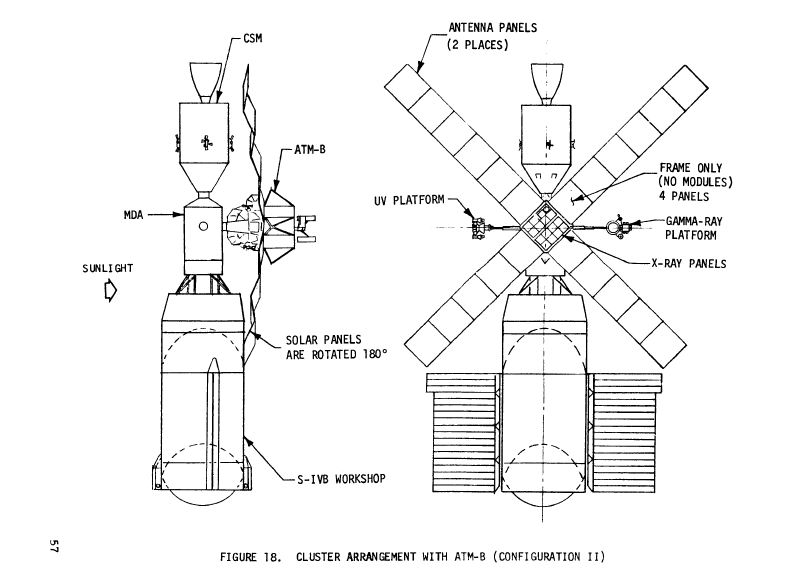 CSM
ANTENNA PANELS
(2 PLACES)
ATM-B
FRAME ONLY
(NO MODULES)
4 PANELS
UV PLATFORM
MDA
GAMMA-RAY
PLATFORM
X-RAY PANELS
SUNLIGHT
SOLAR PANELS
ARE ROTATED 180°
S-IVB WORKSHOP
57
FIGURE 18. CLUSTER ARRANGEMENT WITH ATM-B (CONFIGURATION II)